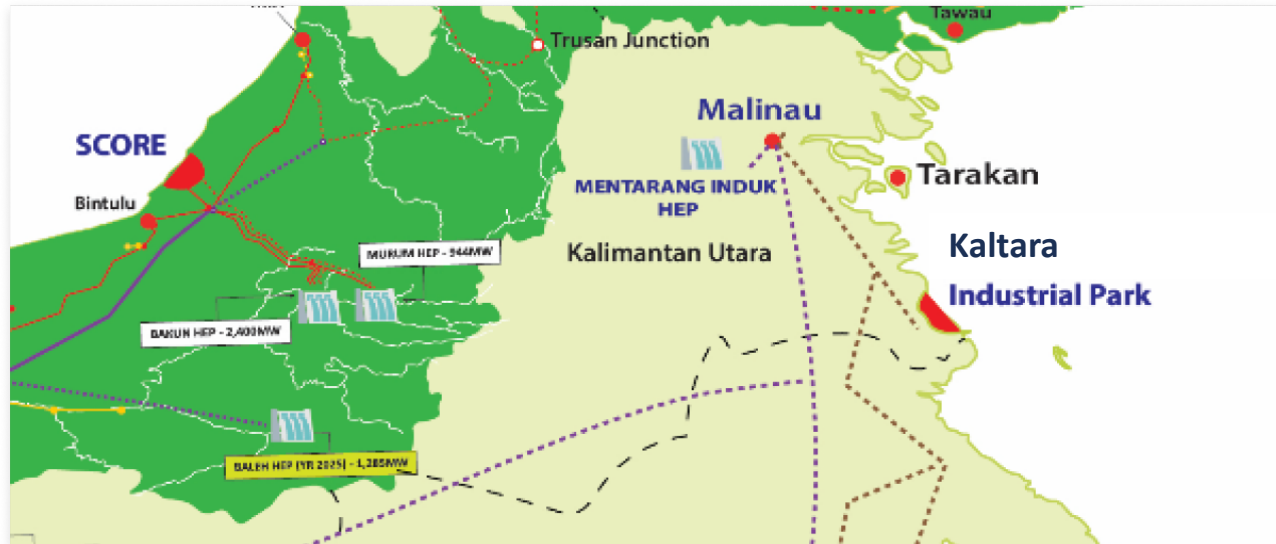 Tawau
Trusan Junction
Malinau
SCORE
Tarakan
MENTARANG INDUK
HEP
Bintulu
Kaltara
Kalimantan Utara
MURUM HEP - 944MW
Industrial Park
BAKUN HEP - 2,400MW
BALEH HEP (YR 2025) - 1,285MW